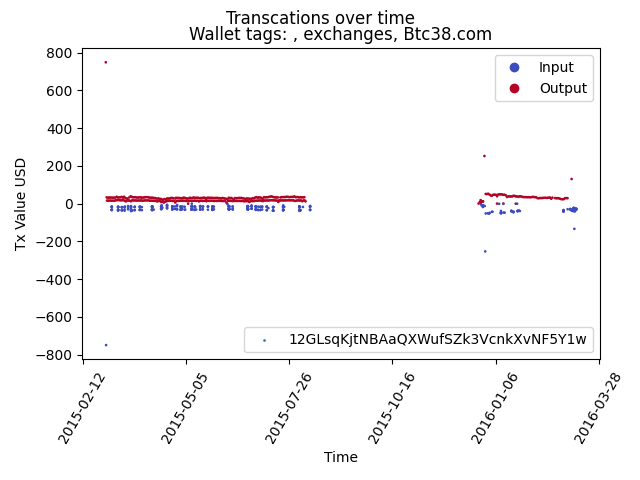 Transcations over time
Wallet tags: , exchanges, Btc38.com
800
600
400
200
0
−200
−400
−600
−800
Tx Value USD
Input
Output
12GLsqKjtNBAaQXWufSZk3VcnkXvNF5Y1w
2015-02-12
2015-05-05
2015-07-26
2015-10-16
2016-01-06
2016-03-28
Time